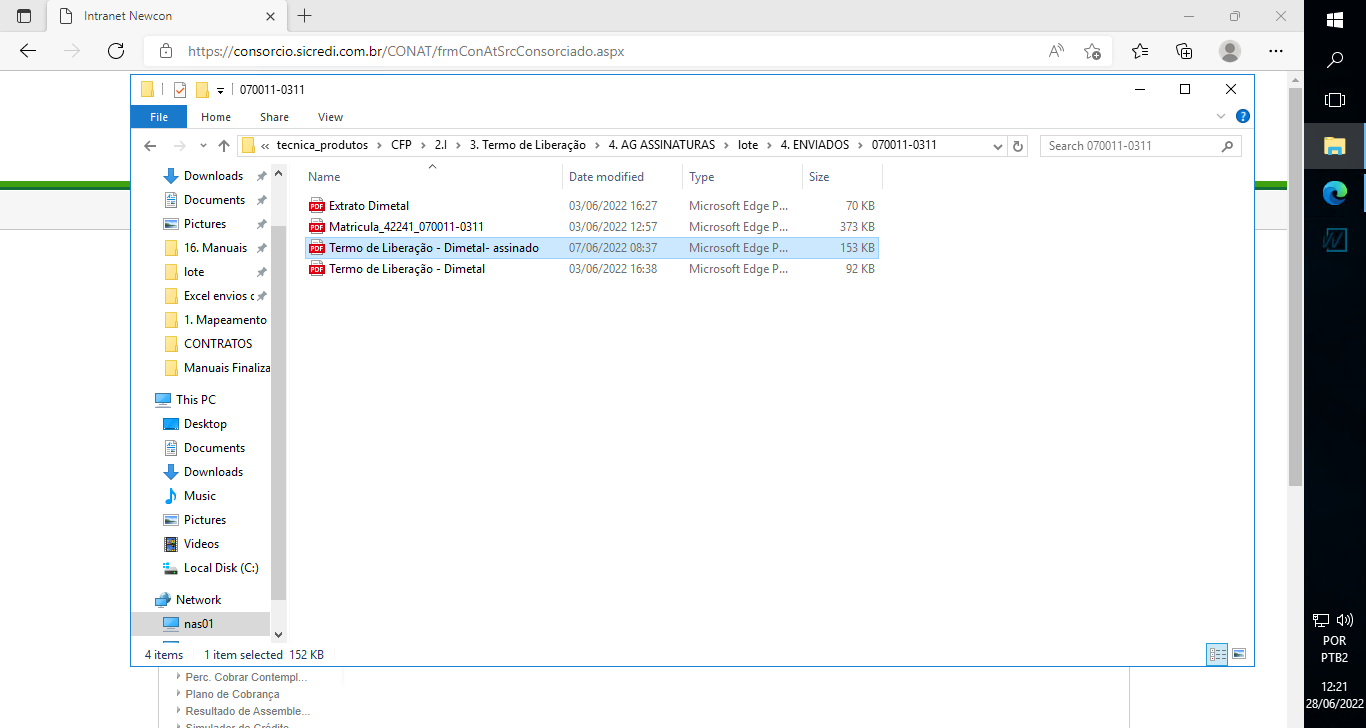 Intranet Newcon
https://consorcio.sicredi.com.br/CONAT/frmConAtSrcConsorciado.aspx
070011-0311
File Home Share View
« tecnica_produtos > CFP > 2.I > 3. Termo de Liberação > 4. AG ASSINATURAS > lote > 4. ENVIADOS > 070011-0311
Search 070011-0311
Downloads
Documents
Pictures
16. Manuais
lote
Excel envios c
1. Mapeamento
CONTRATOS
Manuais Finaliza
This PC
Desktop
Documents
Downloads
Music
Pictures
Videos
Local Disk (C:)
Network
nas01
Name Date modified Type Size
Extrato Dimetal 03/06/2022 16:27 Microsoft Edge P... 70 KB
Matricula_42241_070011-0311 03/06/2022 12:57 Microsoft Edge P... 373 KB
Termo de Liberação - Dimetal- assinado 07/06/2022 08:37 Microsoft Edge P... 153 KB
Termo de Liberação - Dimetal 03/06/2022 16:38 Microsoft Edge P... 92 KB
4 items 1 item selected 152 KB
Perc. Cobrar Contempl...
Plano de Cobrança
Resultado de Assemble...
Simulador de Crédito
POR
PTB2
12:21
28/06/2022